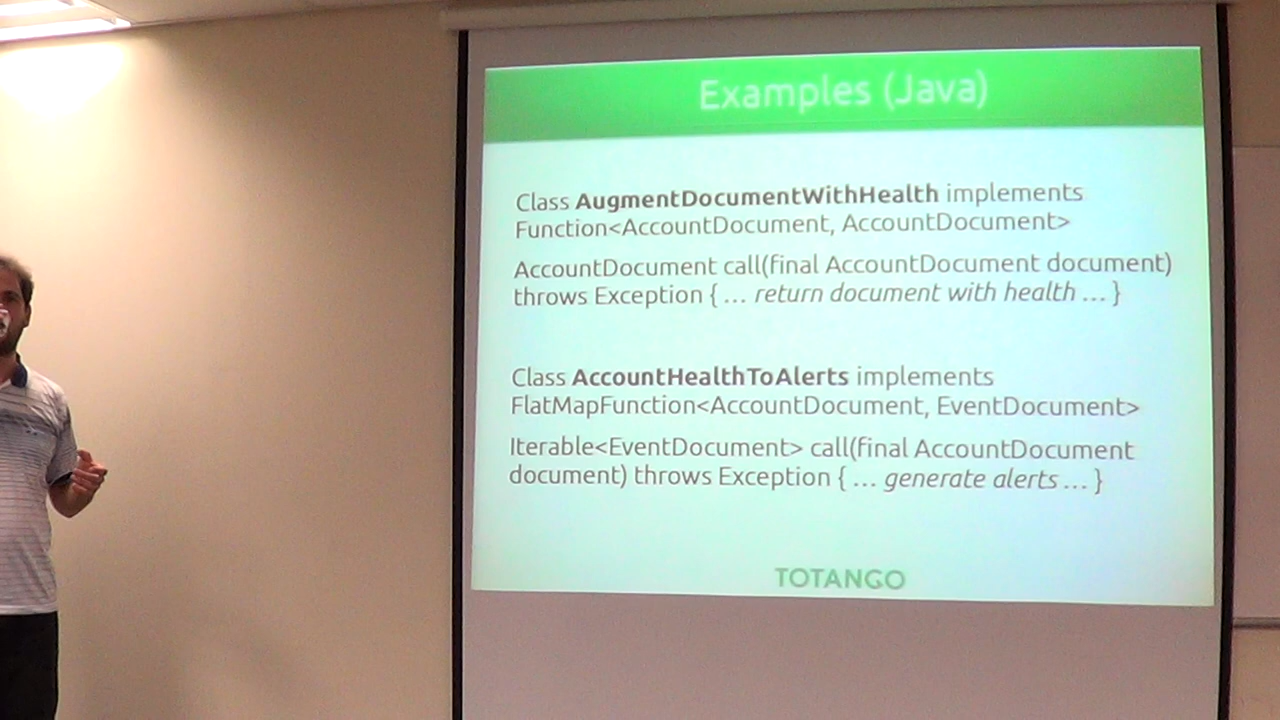 Examples (Java)
Class AugmentDocumentWithHealth implements
Function<AccountDocument, AccountDocument>
AccountDocument call(final AccountDocument document)
throws Exception { ... return document with health ... }
Class AccountHealthToAlerts implements
FlatMapFunction<AccountDocument, EventDocument>
Iterable<EventDocument> call(final AccountDocument
document) throws Exception { ... generate alerts ... }
TOTANGO